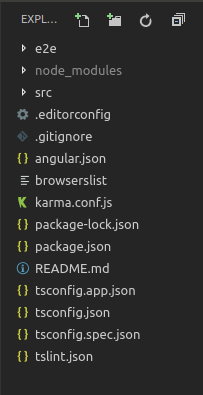 EXPL...
e2e
node_modules
src
.editorconfig
.gitignore
angular.json
browserslist
karma.conf.js
package-lock.json
package.json
README.md
tsconfig.app.json
tsconfig.json
tsconfig.spec.json
tslint.json